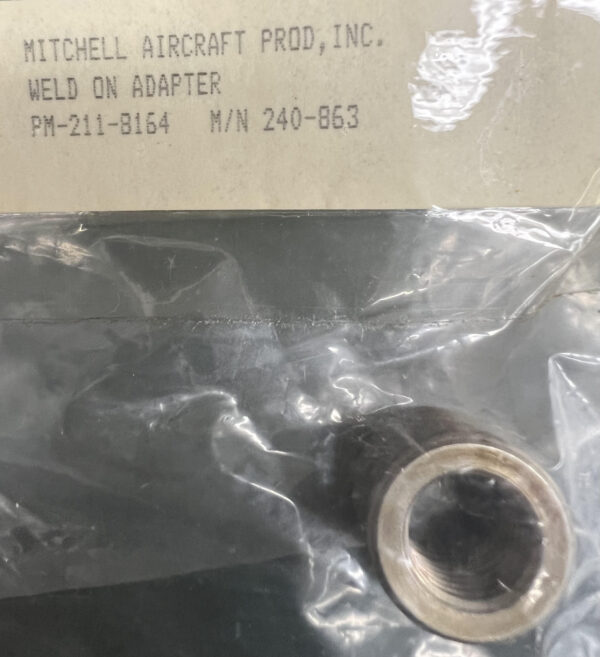 MITCHELL AIRCRAFT PROD, INC.
WELD ON ADAPTER
PM-211-8164 M/N 240-863